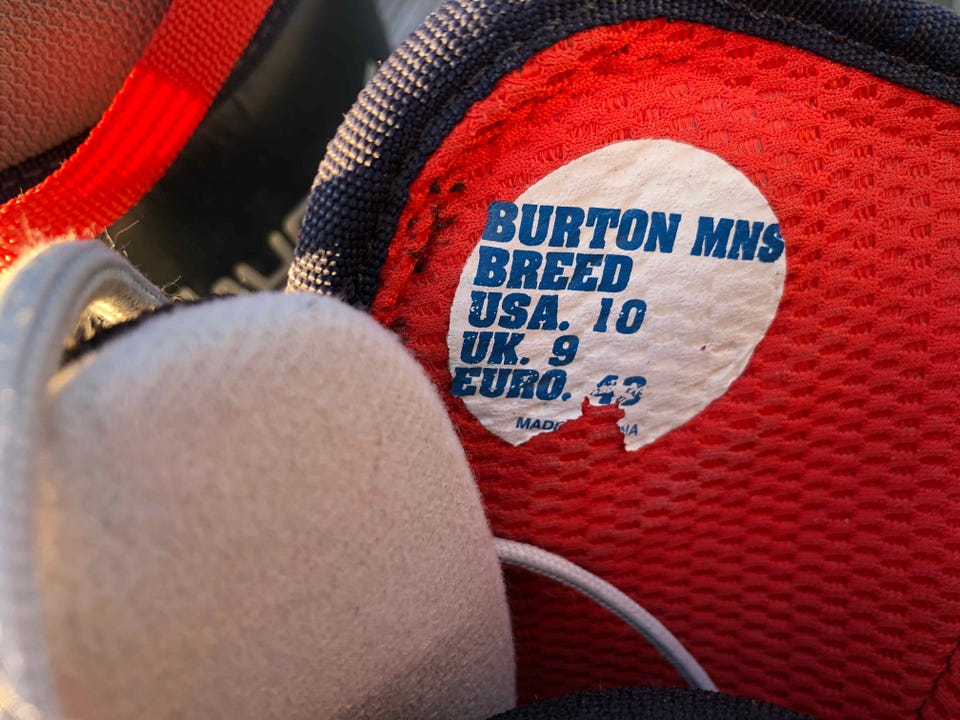 BURTON MNS
BREED
USA. 10
UK. 9
EURO. 43